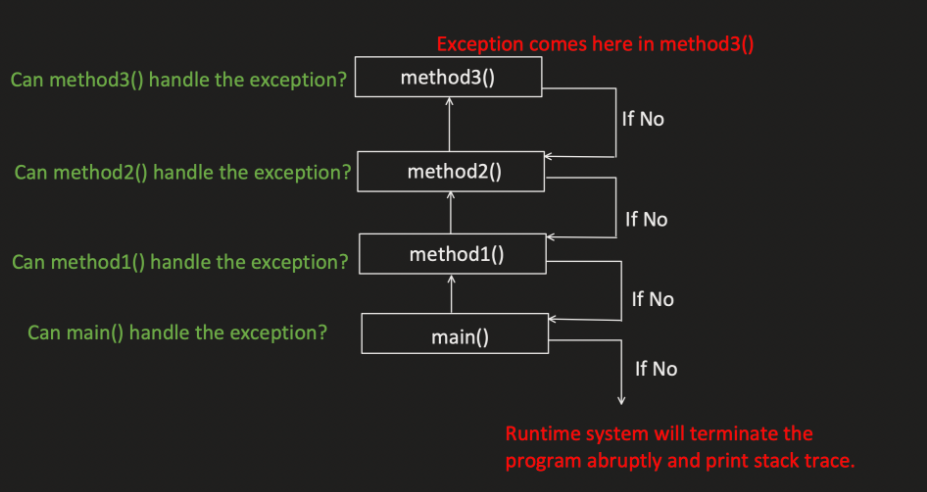 Exception comes here in method3()
Can method3() handle the exception?
method3()
If No
Can method2() handle the exception?
method2()
If No
Can method1() handle the exception?
method1()
If No
Can main() handle the exception?
main()
If No
Runtime system will terminate the
program abruptly and print stack trace.